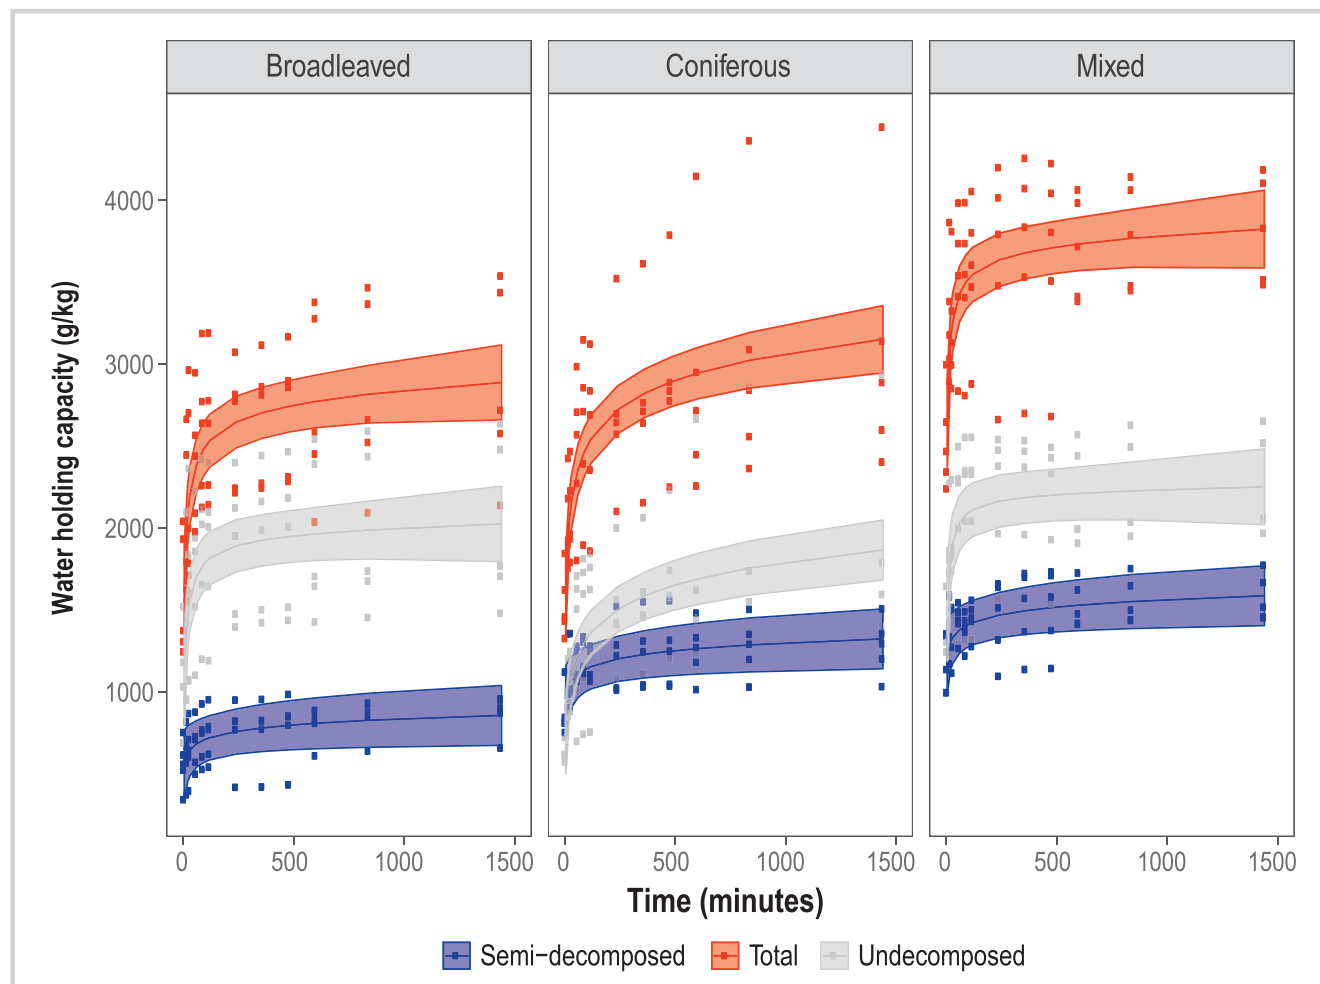 Broadleaved Coniferous Mixed
Water holding capacity (g/kg)
4000
3000
2000
1000
0 500 1000 1500 0 500 1000 1500 0 500 1000 1500
Time (minutes)
Semi−decomposed Total Undecomposed